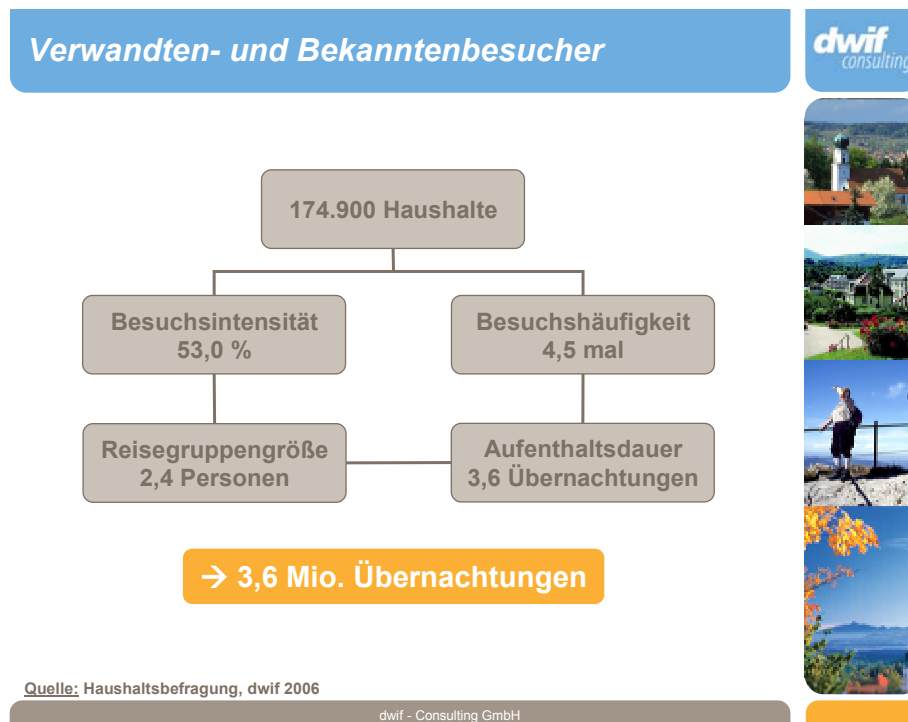 Verwandten- und Bekanntenbesucher
dwif
consulting
174.900 Haushalte
Besuchsintensität
53,0 %
Besuchshäufigkeit
4,5 mal
Reisegruppengröße
2,4 Personen
Aufenthaltsdauer
3,6 Übernachtungen
→ 3,6 Mio. Übernachtungen
Quelle: Haushaltsbefragung, dwif 2006
dwif - Consulting GmbH